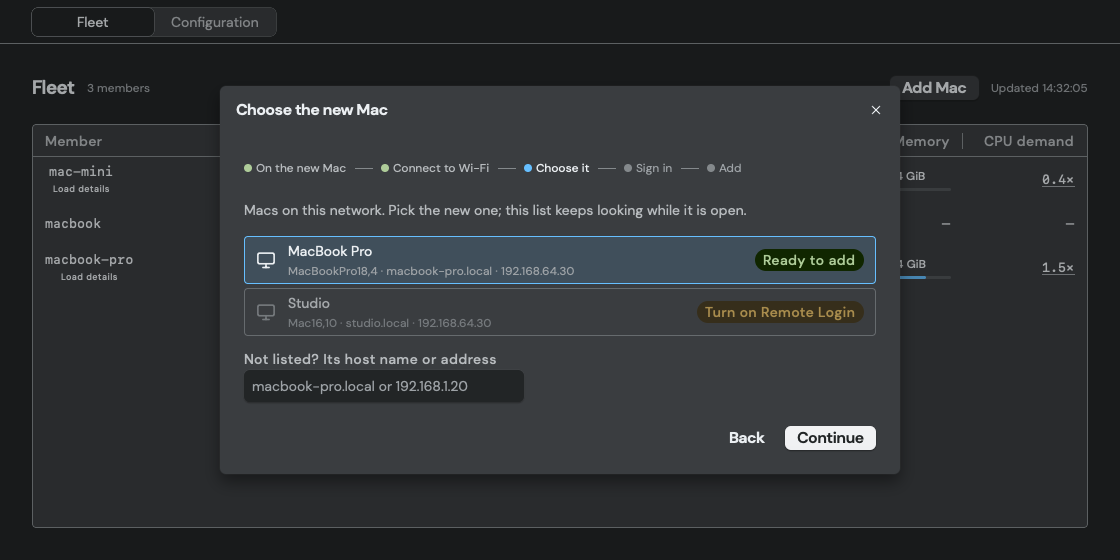 Fleet Configuration
Fleet 3 members Add Mac Updated 14:32:05
Choose the new Mac ×
Member Memory CPU demand
On the new Mac Connect to Wi-Fi Choose it Sign in Add
mac-mini GiB 0.4×
Load details
Macs on this network. Pick the new one; this list keeps looking while it is open.
macbook — —
MacBook Pro Ready to add
MacBookPro18,4 · macbook-pro.local · 192.168.64.30
macbook-pro GiB 1.5×
Load details
Studio Turn on Remote Login
Mac16,10 · studio.local · 192.168.64.30
Not listed? Its host name or address
macbook-pro.local or 192.168.1.20
Back Continue